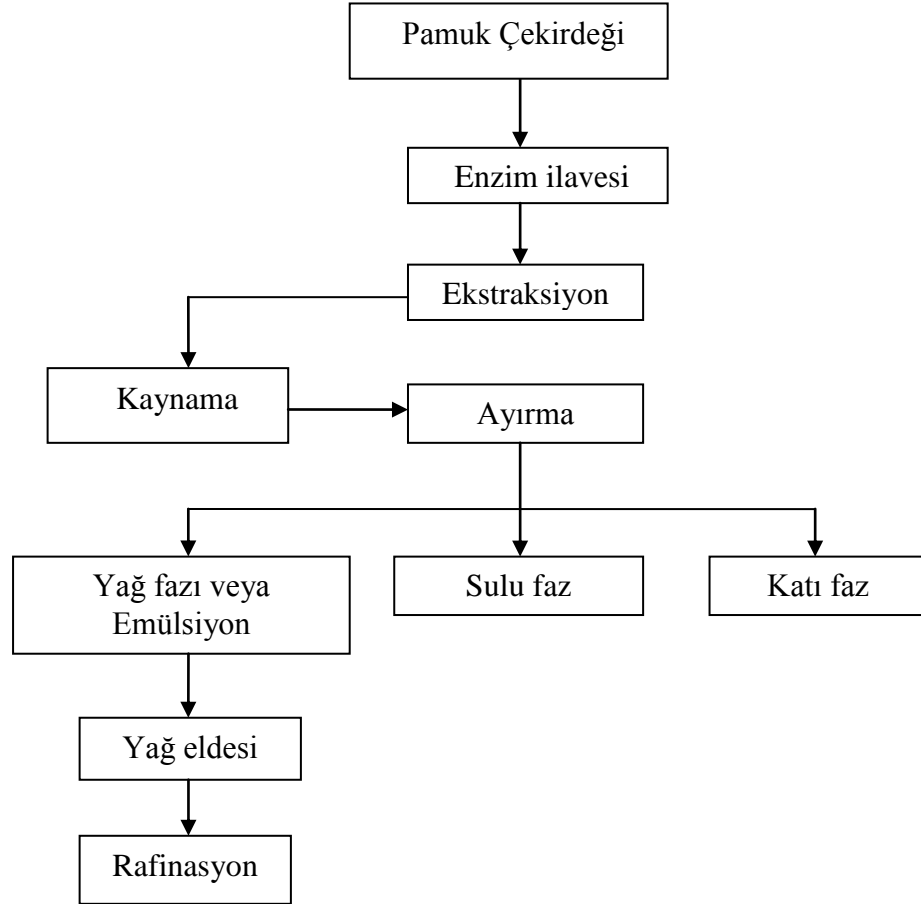 Pamuk Çekirdeği
Enzim ilavesi
Ekstraksiyon
Kaynama
Ayırma
Yağ fazı veya
Emülsiyon
Sulu faz
Katı faz
Yağ eldesi
Rafinasyon